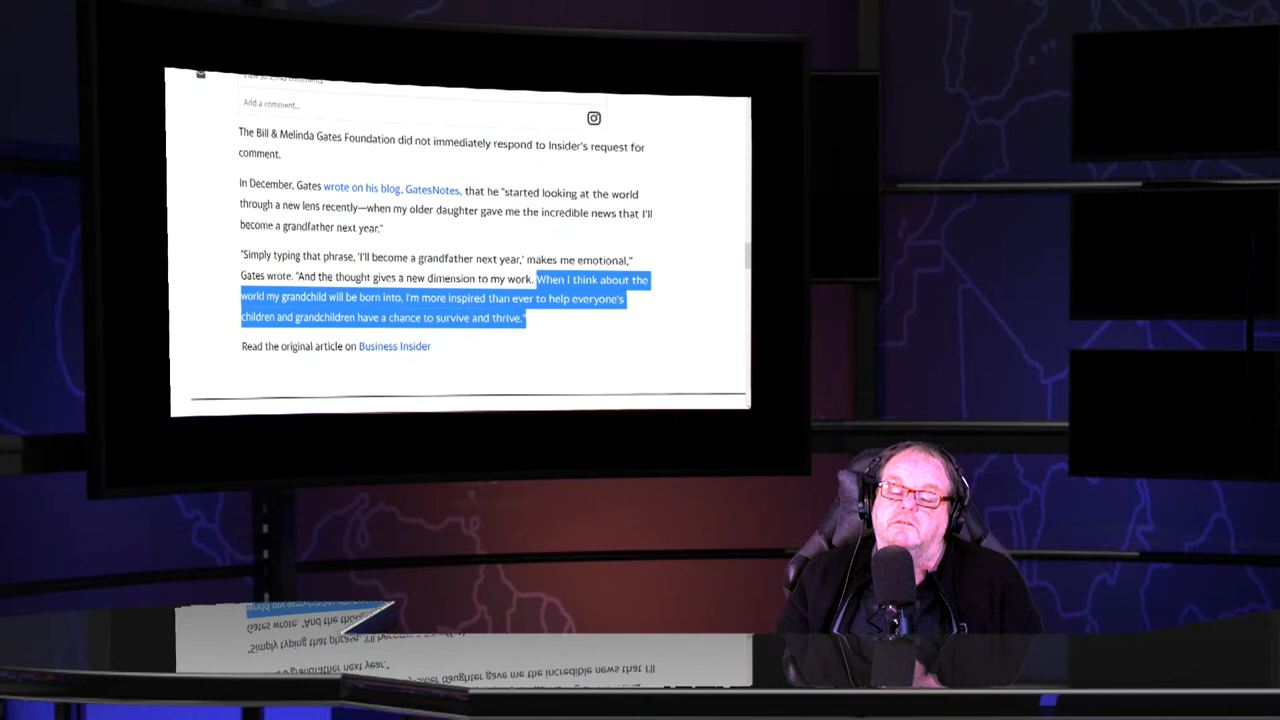 Add a comment...
The Bill & Melinda Gates Foundation did not immediately respond to Insider's request for
comment.
In December, Gates wrote on his blog, GatesNotes, that he "started looking at the world
through a new lens recently—when my older daughter gave me the incredible news that I'll
become a grandfather next year."
"Simply typing that phrase, 'I'll become a grandfather next year,' makes me emotional,"
Gates wrote. "And the thought gives a new dimension to my work. When I think about the
world my grandchild will be born into, I'm more inspired than ever to help everyone's
children and grandchildren have a chance to survive and thrive."
Read the original article on Business Insider